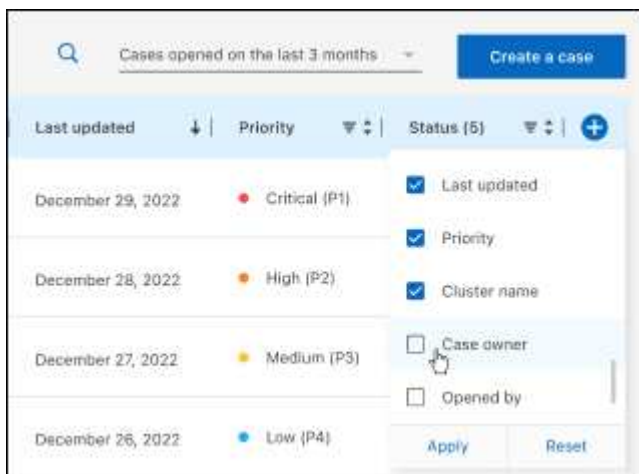 Cases opened on the last 3 months
Create a case
Last updated
Priority
Status (5)
December 29, 2022
Critical (P1)
Last updated
Priority
December 28, 2022
High (P2)
Cluster name
December 27, 2022
Medium (P3)
Case owner
Opened by
December 26, 2022
Low (P4)
Apply
Reset